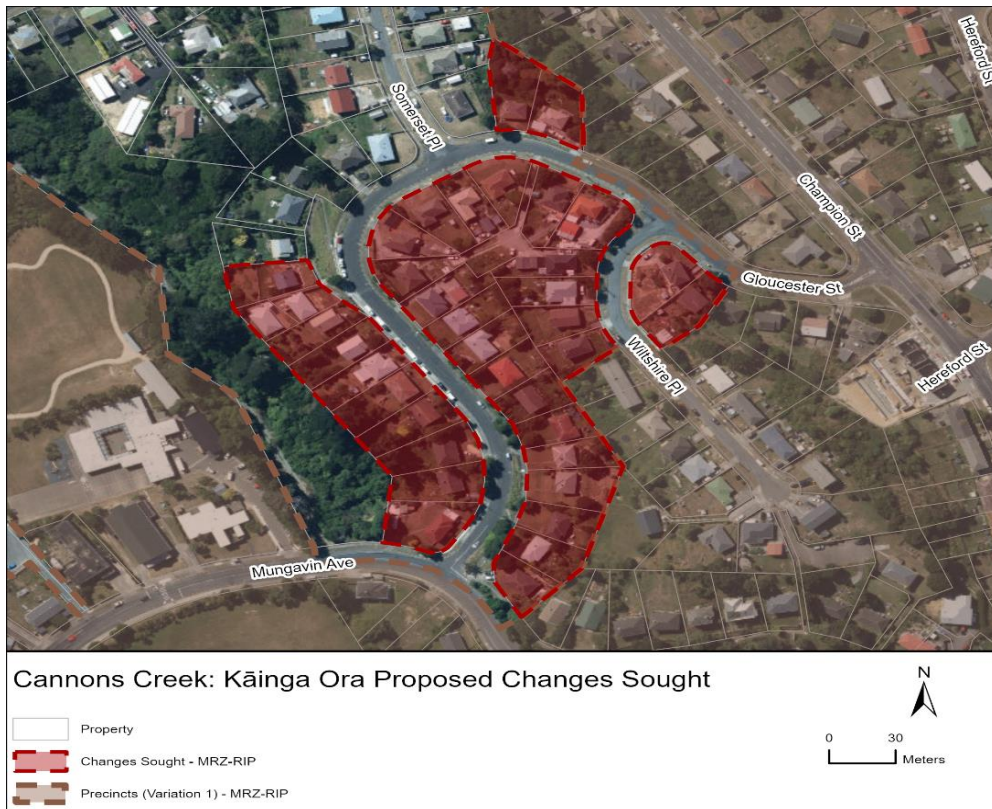 Hereford St
Somerset Pl
Champion St
Gloucester St
Wiltshire Pl
Hereford St
Mungavin Ave
Cannons Creek: Kāinga Ora Proposed Changes Sought
N
Property
Changes Sought - MRZ-RIP
Precincts (Variation 1) - MRZ-RIP
0 30
Meters